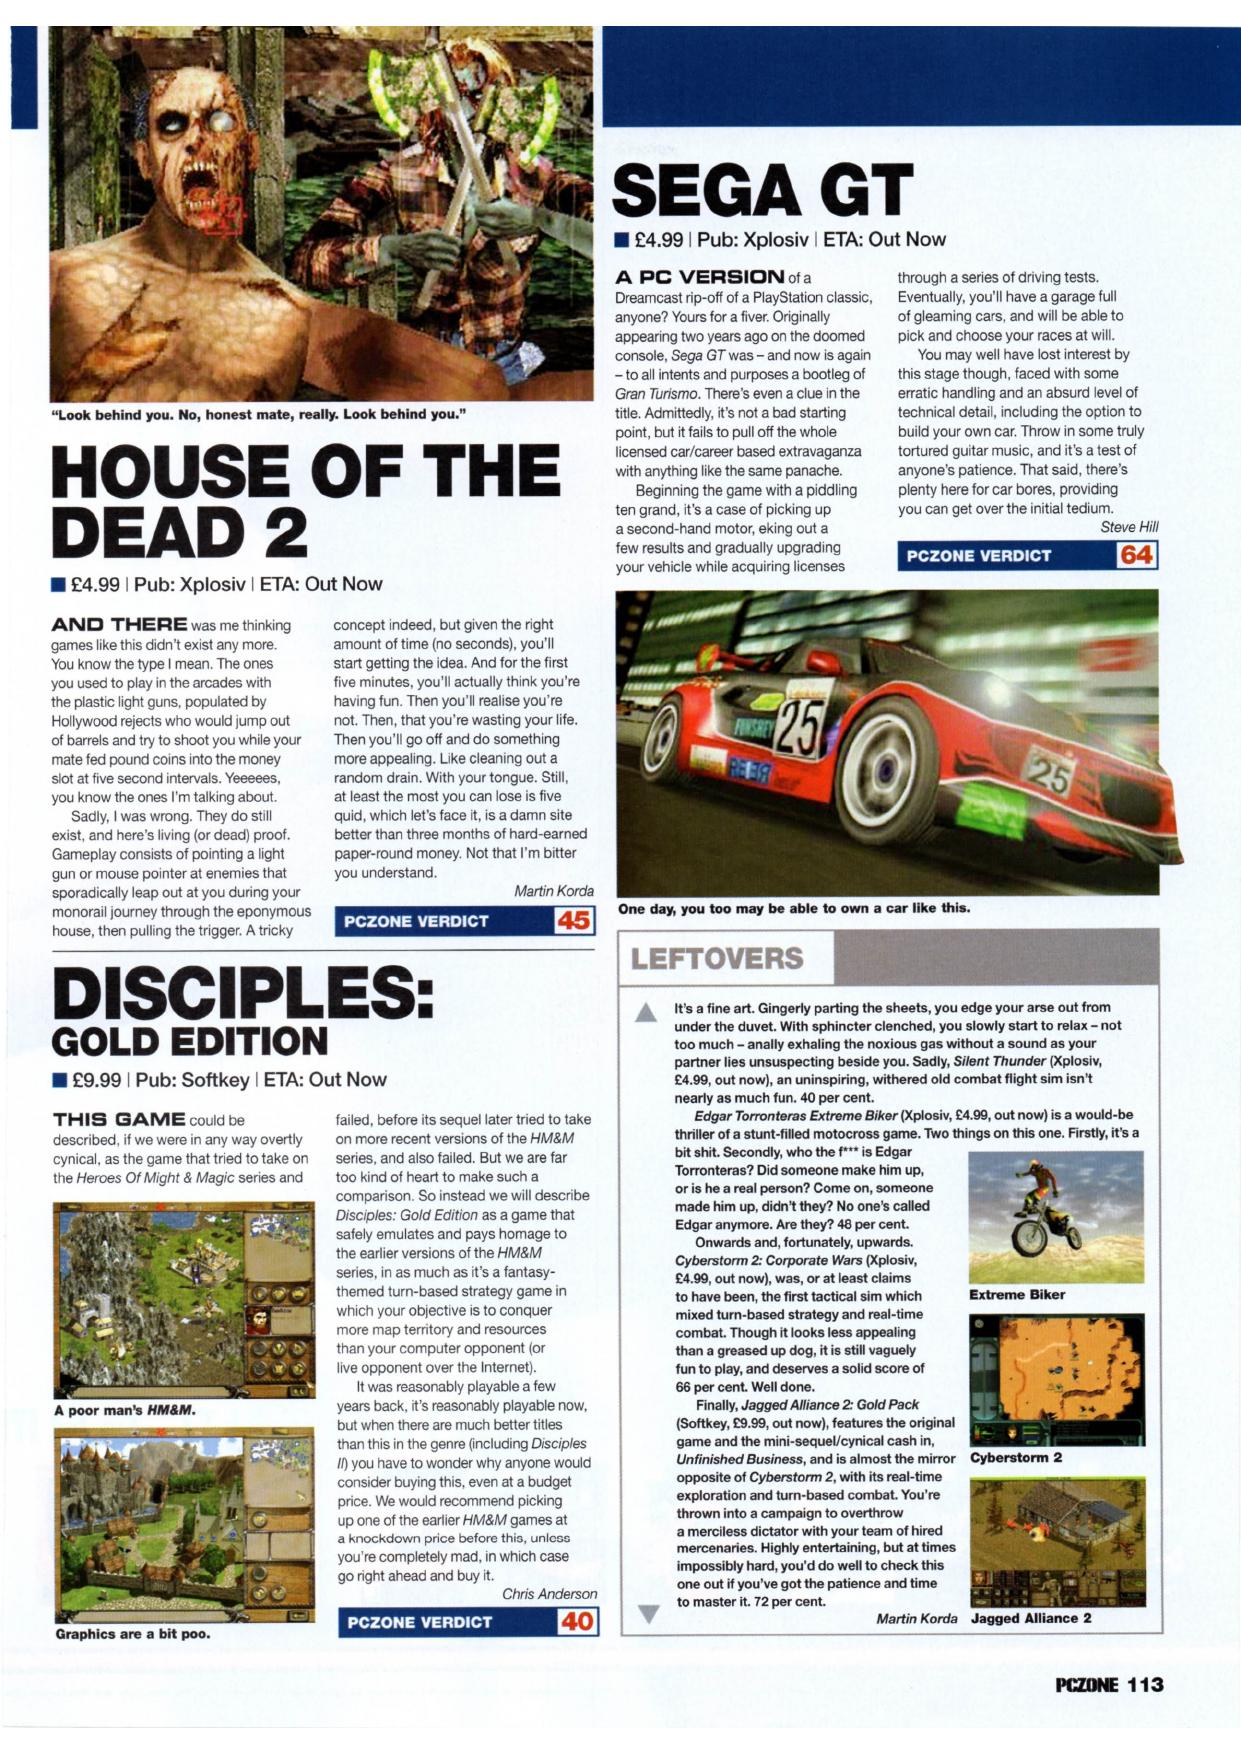 "Look behind you. No, honest mate, really. Look behind you."
HOUSE OF THE
DEAD 2
£4.99 | Pub: Xplosiv | ETA: Out Now
AND THERE was me thinking
games like this didn't exist any more.
You know the type I mean. The ones
you used to play in the arcades with
the plastic light guns, populated by
Hollywood rejects who would jump out
of barrels and try to shoot you while your
mate fed pound coins into the money
slot at five second intervals. Yeeeees,
you know the ones I'm talking about.
Sadly, I was wrong. They do still
exist, and here's living (or dead) proof.
Gameplay consists of pointing a light
gun or mouse pointer at enemies that
sporadically leap out at you during your
monorail journey through the eponymous
house, then pulling the trigger. A tricky
concept indeed, but given the right
amount of time (no seconds), you'll
start getting the idea. And for the first
five minutes, you'll actually think you're
having fun. Then you'll realise you're
not. Then, that you're wasting your life.
Then you'll go off and do something
more appealing. Like cleaning out a
random drain. With your tongue. Still,
at least the most you can lose is five
quid, which let's face it, is a damn site
better than three months of hard-earned
paper-round money. Not that I'm bitter
you understand.
Martin Korda
PCZONE VERDICT 45
DISCIPLES:
GOLD EDITION
£9.99 | Pub: Softkey | ETA: Out Now
THIS GAME could be
described, if we were in any way overtly
cynical, as the game that tried to take on
the Heroes Of Might & Magic series and
A poor man's HM&M.
Graphics are a bit poo.
failed, before its sequel later tried to take
on more recent versions of the HM&M
series, and also failed. But we are far
too kind of heart to make such a
comparison. So instead we will describe
Disciples: Gold Edition as a game that
safely emulates and pays homage to
the earlier versions of the HM&M
series, in as much as it's a fantasy-
themed turn-based strategy game in
which your objective is to conquer
more map territory and resources
than your computer opponent (or
live opponent over the Internet).
It was reasonably playable a few
years back, it's reasonably playable now,
but when there are much better titles
than this in the genre (including Disciples
II) you have to wonder why anyone would
consider buying this, even at a budget
price. We would recommend picking
up one of the earlier HM&M games at
a knockdown price before this, unless
you're completely mad, in which case
go right ahead and buy it.
Chris Anderson
PCZONE VERDICT 40
SEGA GT
£4.99 | Pub: Xplosiv | ETA: Out Now
A PC VERSION of a
Dreamcast rip-off of a PlayStation classic,
anyone? Yours for a fiver. Originally
appearing two years ago on the doomed
console, Sega GT was – and now is again
– to all intents and purposes a bootleg of
Gran Turismo. There's even a clue in the
title. Admittedly, it's not a bad starting
point, but it fails to pull off the whole
licensed car/career based extravaganza
with anything like the same panache.
Beginning the game with a piddling
ten grand, it's a case of picking up
a second-hand motor, eking out a
few results and gradually upgrading
your vehicle while acquiring licenses
through a series of driving tests.
Eventually, you'll have a garage full
of gleaming cars, and will be able to
pick and choose your races at will.
You may well have lost interest by
this stage though, faced with some
erratic handling and an absurd level of
technical detail, including the option to
build your own car. Throw in some truly
tortured guitar music, and it's a test of
anyone's patience. That said, there's
plenty here for car bores, providing
you can get over the initial tedium.
Steve Hill
PCZONE VERDICT 64
25
25
One day, you too may be able to own a car like this.
LEFTOVERS
It's a fine art. Gingerly parting the sheets, you edge your arse out from
under the duvet. With sphincter clenched, you slowly start to relax – not
too much – anally exhaling the noxious gas without a sound as your
partner lies unsuspecting beside you. Sadly, Silent Thunder (Xplosiv,
£4.99, out now), an uninspiring, withered old combat flight sim isn't
nearly as much fun. 40 per cent.
Edgar Torronteras Extreme Biker (Xplosiv, £4.99, out now) is a would-be
thriller of a stunt-filled motocross game. Two things on this one. Firstly, it's a
bit shit. Secondly, who the f*** is Edgar
Torronteras? Did someone make him up,
or is he a real person? Come on, someone
made him up, didn't they? No one's called
Edgar anymore. Are they? 48 per cent.
Onwards and, fortunately, upwards.
Cyberstorm 2: Corporate Wars (Xplosiv,
£4.99, out now), was, or at least claims
to have been, the first tactical sim which
mixed turn-based strategy and real-time
combat. Though it looks less appealing
than a greased up dog, it is still vaguely
fun to play, and deserves a solid score of
66 per cent. Well done.
Finally, Jagged Alliance 2: Gold Pack
(Softkey, £9.99, out now), features the original
game and the mini-sequel/cynical cash in,
Unfinished Business, and is almost the mirror
opposite of Cyberstorm 2, with its real-time
exploration and turn-based combat. You're
thrown into a campaign to overthrow
a merciless dictator with your team of hired
mercenaries. Highly entertaining, but at times
impossibly hard, you'd do well to check this
one out if you've got the patience and time
to master it. 72 per cent.
Martin Korda
Extreme Biker
Cyberstorm 2
Jagged Alliance 2
PCZONE 113